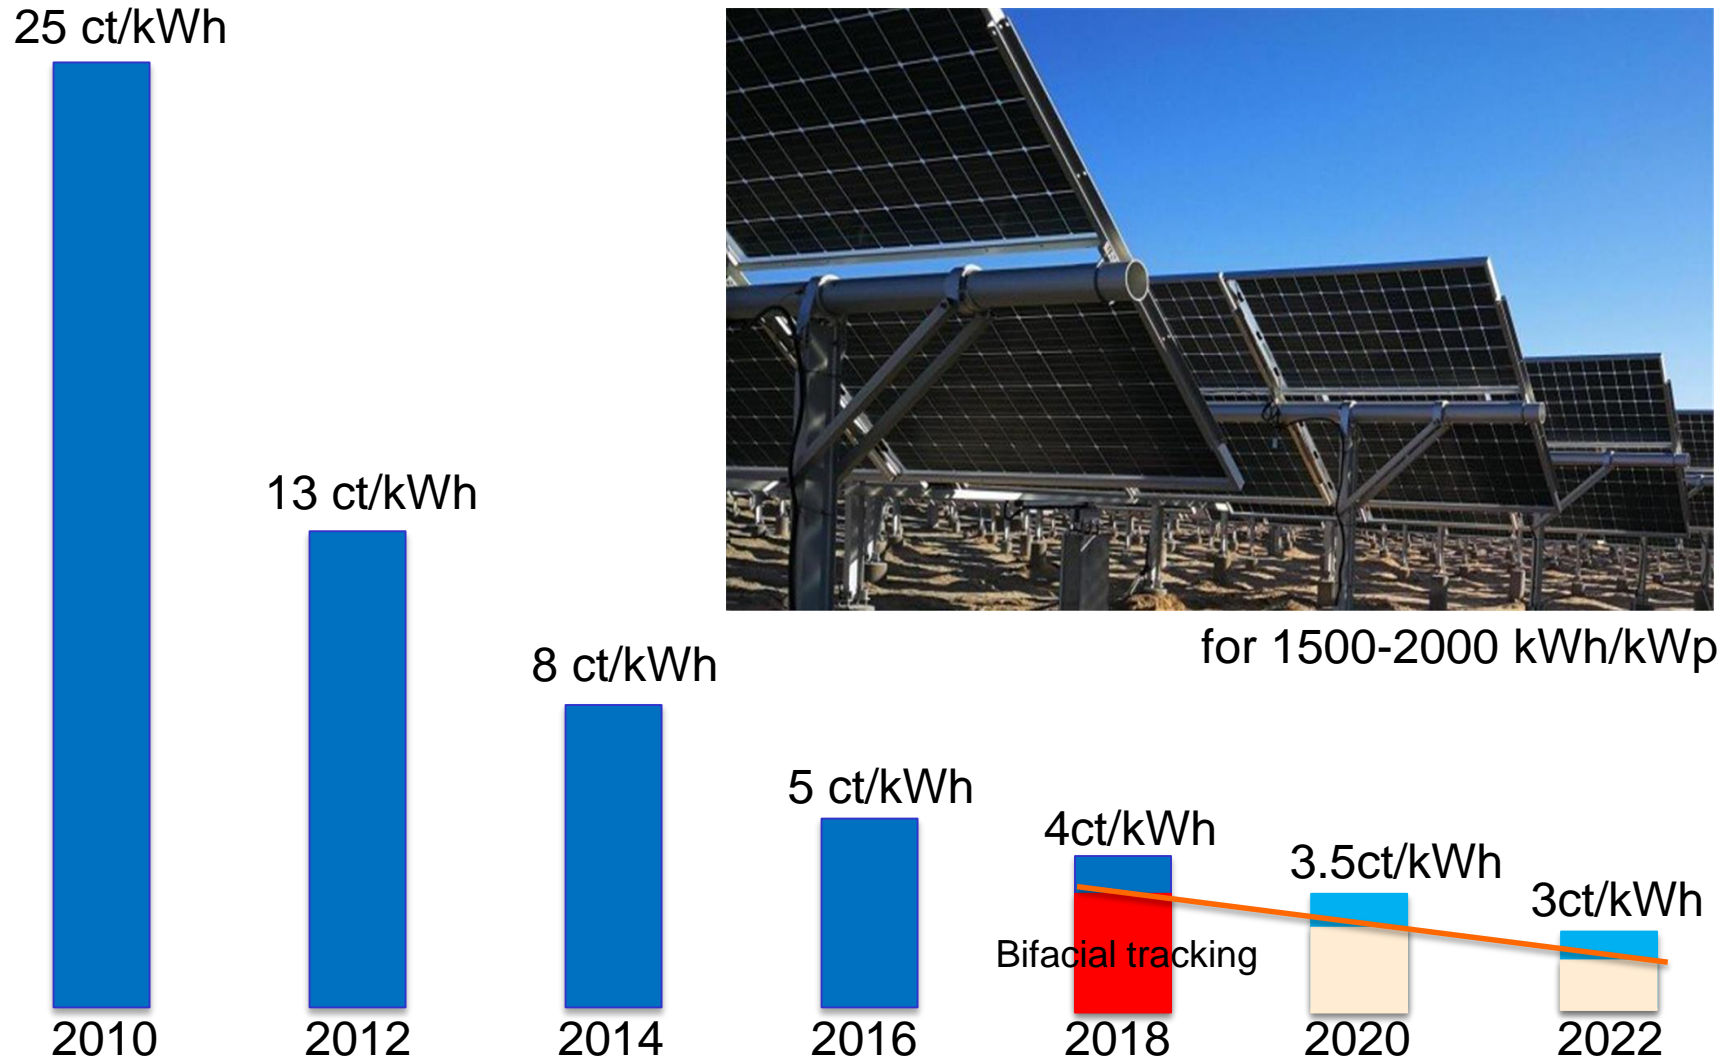 25 ct/kWh
13 ct/kWh
for 1500-2000 kWh/kWp
8 ct/kWh
5 ct/kWh
4ct/kWh
3.5ct/kWh
3ct/kWh
Bifacial tracking
2010
2012
2014
2016
2018
2020
2022